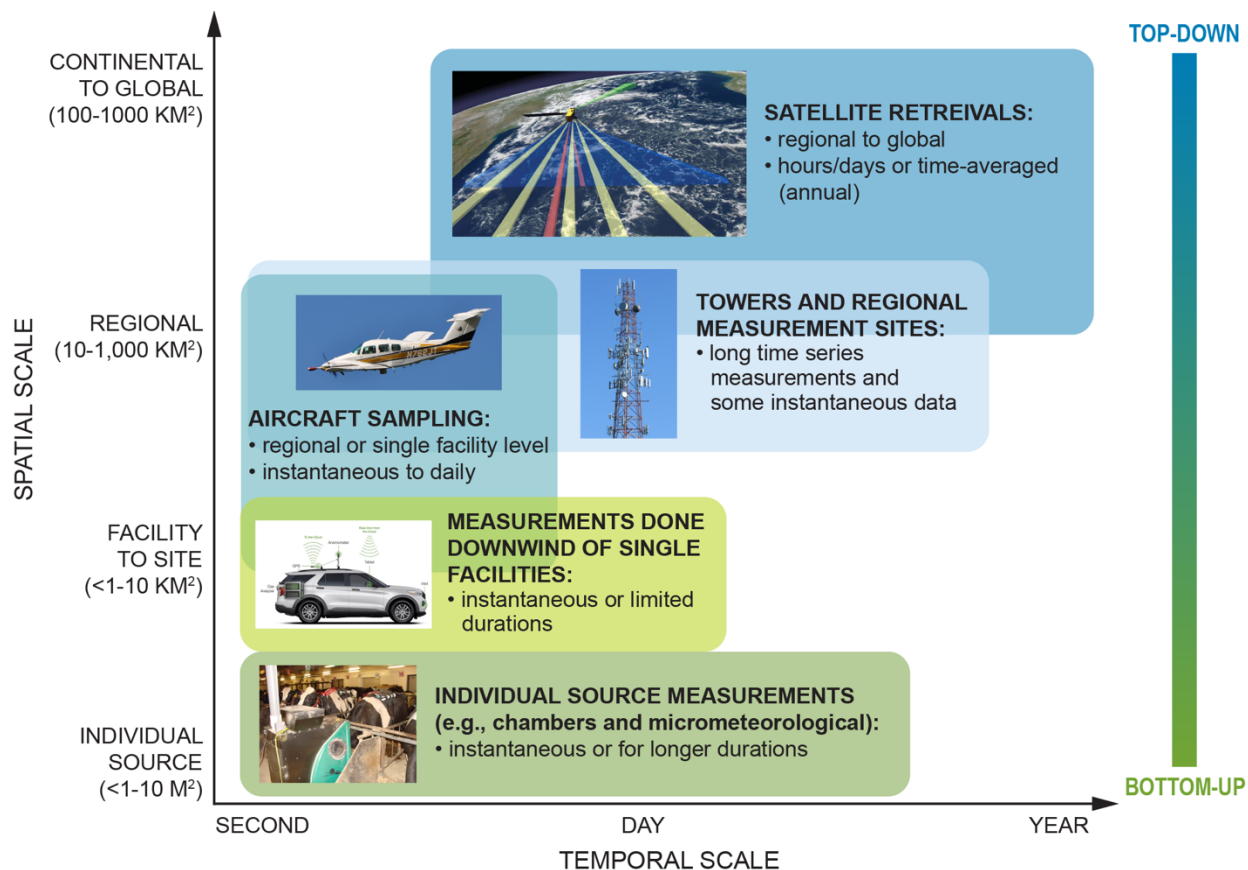 CONTINENTAL
TO GLOBAL
(100-1000 KM²)
REGIONAL
(10-1,000 KM²)
FACILITY
TO SITE
(<1-10 KM²)
INDIVIDUAL
SOURCE
(<1-10 M²)
SPATIAL SCALE
SATELLITE RETREIVALS:
• regional to global
• hours/days or time-averaged
(annual)
TOWERS AND REGIONAL
MEASUREMENT SITES:
• long time series
measurements and
some instantaneous data
N766JT
AIRCRAFT SAMPLING:
• regional or single facility level
• instantaneous to daily
Anemometer
GPS
Tablet
MEASUREMENTS DONE
DOWNWIND OF SINGLE
FACILITIES:
• instantaneous or limited
durations
INDIVIDUAL SOURCE MEASUREMENTS
(e.g., chambers and micrometeorological):
• instantaneous or for longer durations
SECOND
DAY
YEAR
TEMPORAL SCALE
TOP-DOWN
BOTTOM-UP